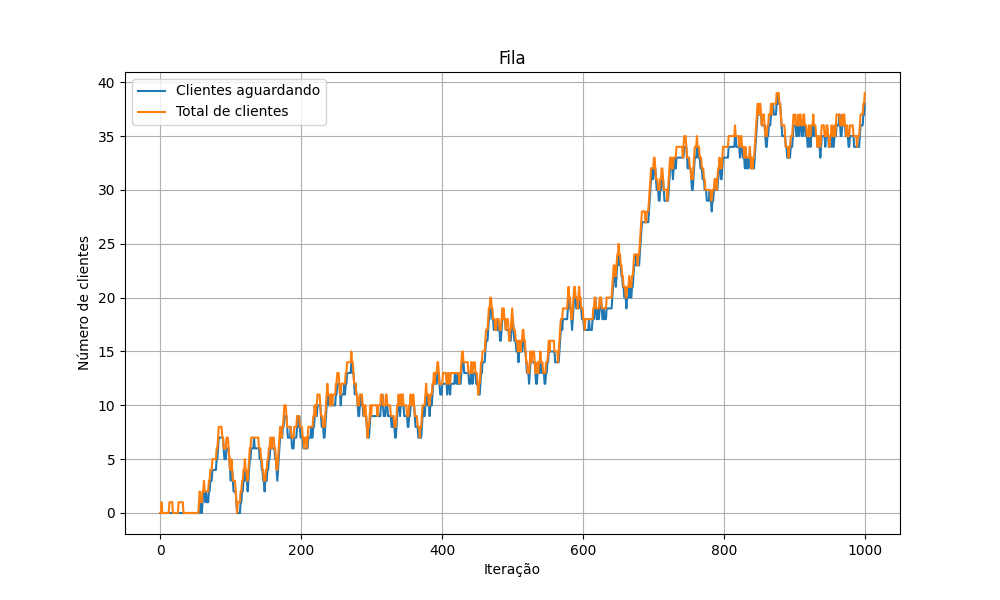 Fila
Clientes aguardando
Total de clientes
Número de clientes
40
35
30
25
20
15
10
5
0
0 200 400 600 800 1000
Iteração